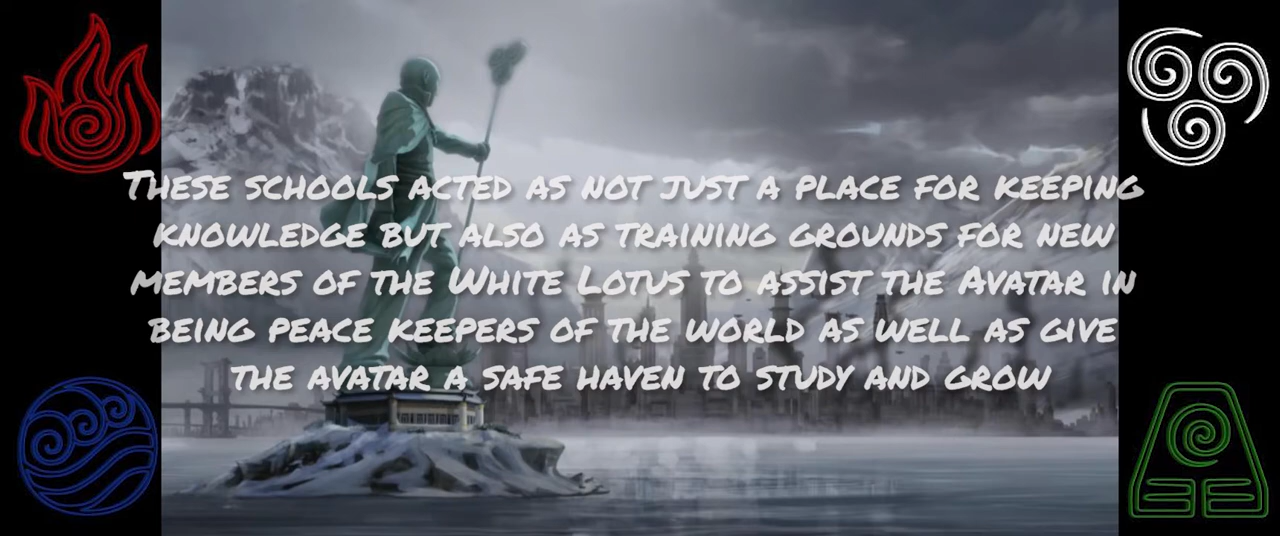 These schools acted as not just a place for keeping
knowledge but also as training grounds for new
members of the White Lotus to assist the Avatar in
being peace keepers of the world as well as give
the avatar a safe haven to study and grow